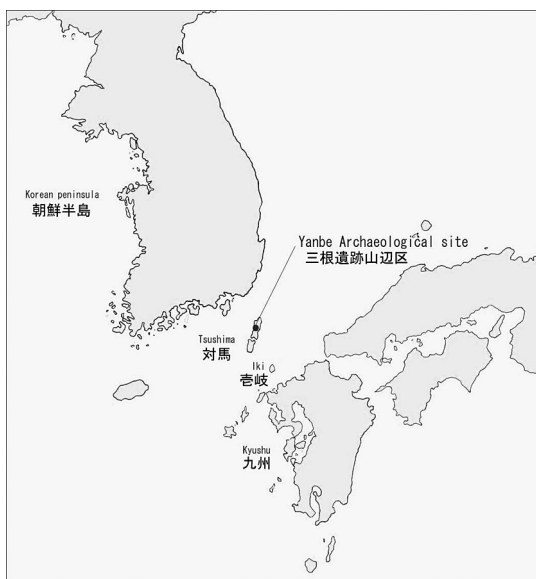 Korean peninsula
朝鮮半島
Yanbe Archaeological site
三根遺跡山辺区
Tsushima
対馬
Iki
壱岐
Kyushu
九州